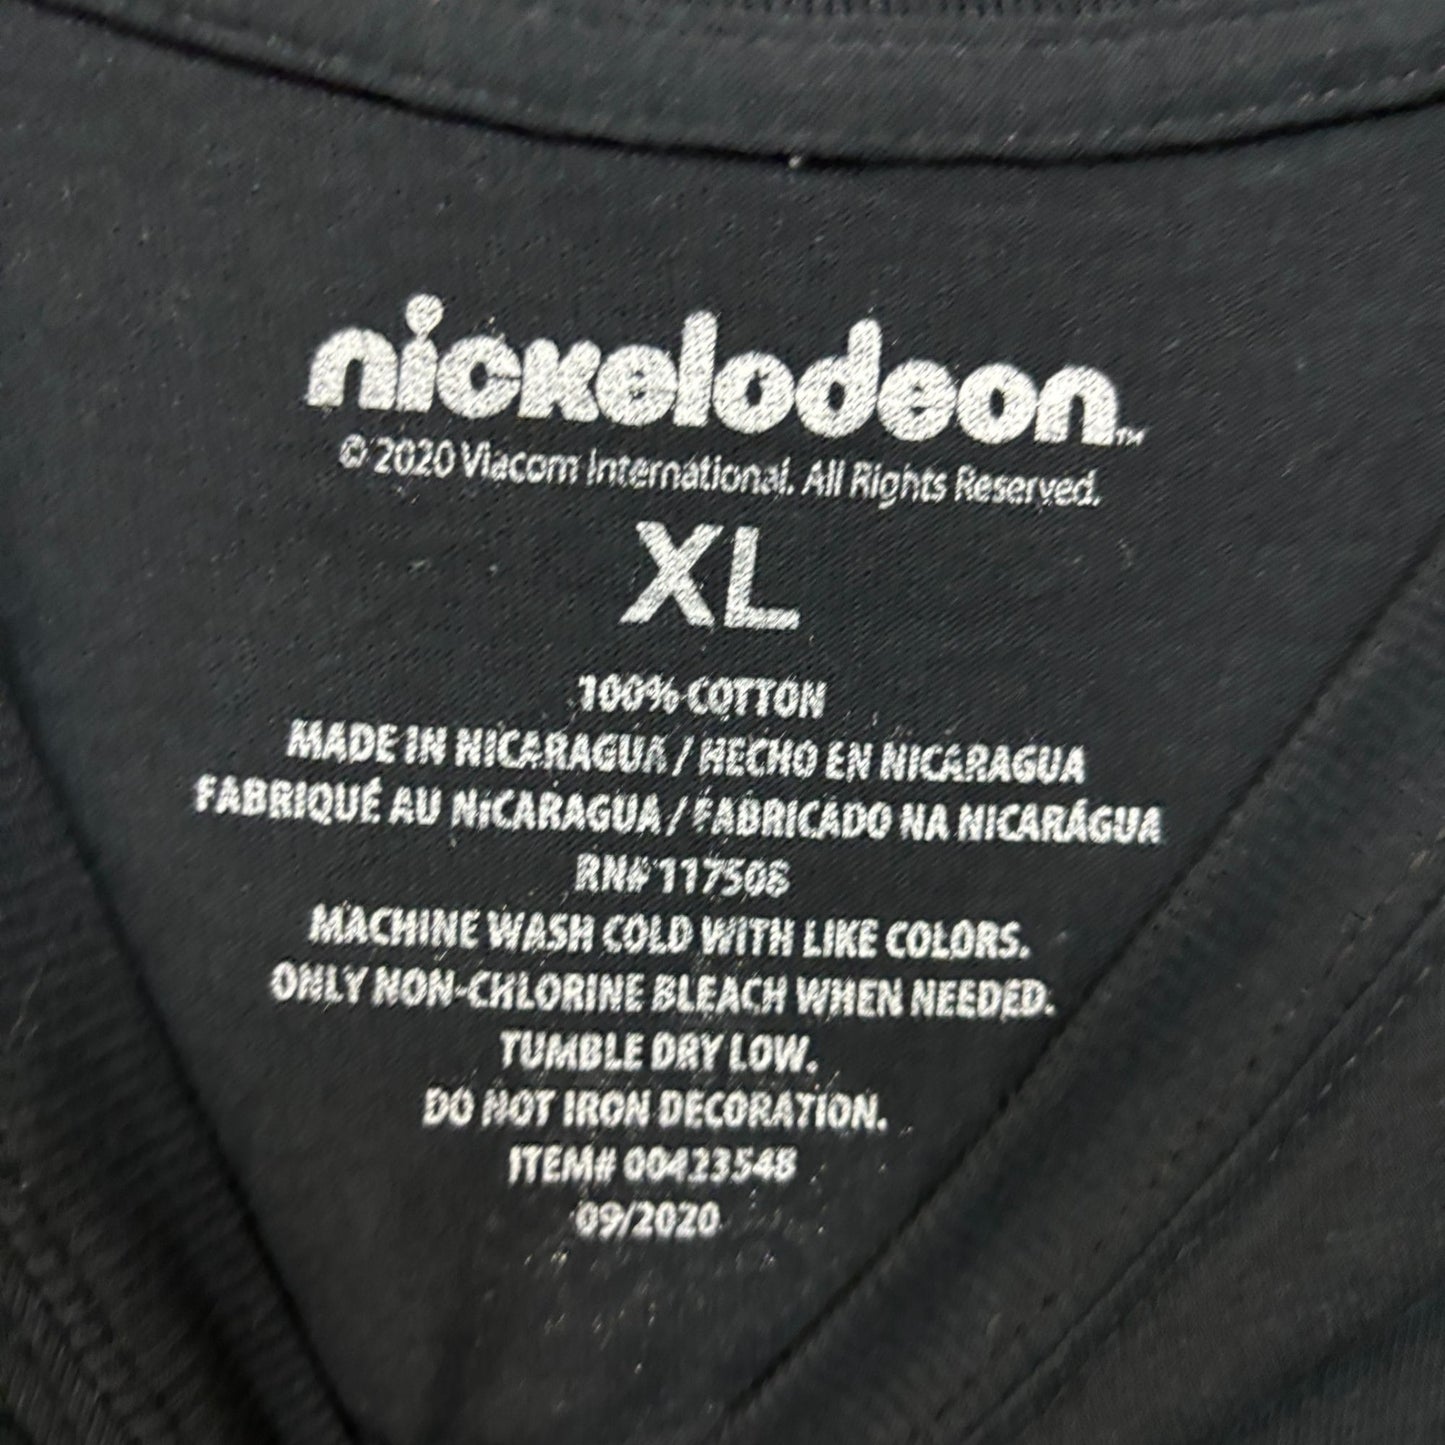 nickelodeon™
© 2020 Viacom International. All Rights Reserved.
XL
100% COTTON
MADE IN NICARAGUA / HECHO EN NICARAGUA
FABRIQUÉ AU NICARAGUA / FABRICADO NA NICARÁGUA
RN# 117508
MACHINE WASH COLD WITH LIKE COLORS.
ONLY NON-CHLORINE BLEACH WHEN NEEDED.
TUMBLE DRY LOW.
DO NOT IRON DECORATION.
ITEM# 00423548
09/2020